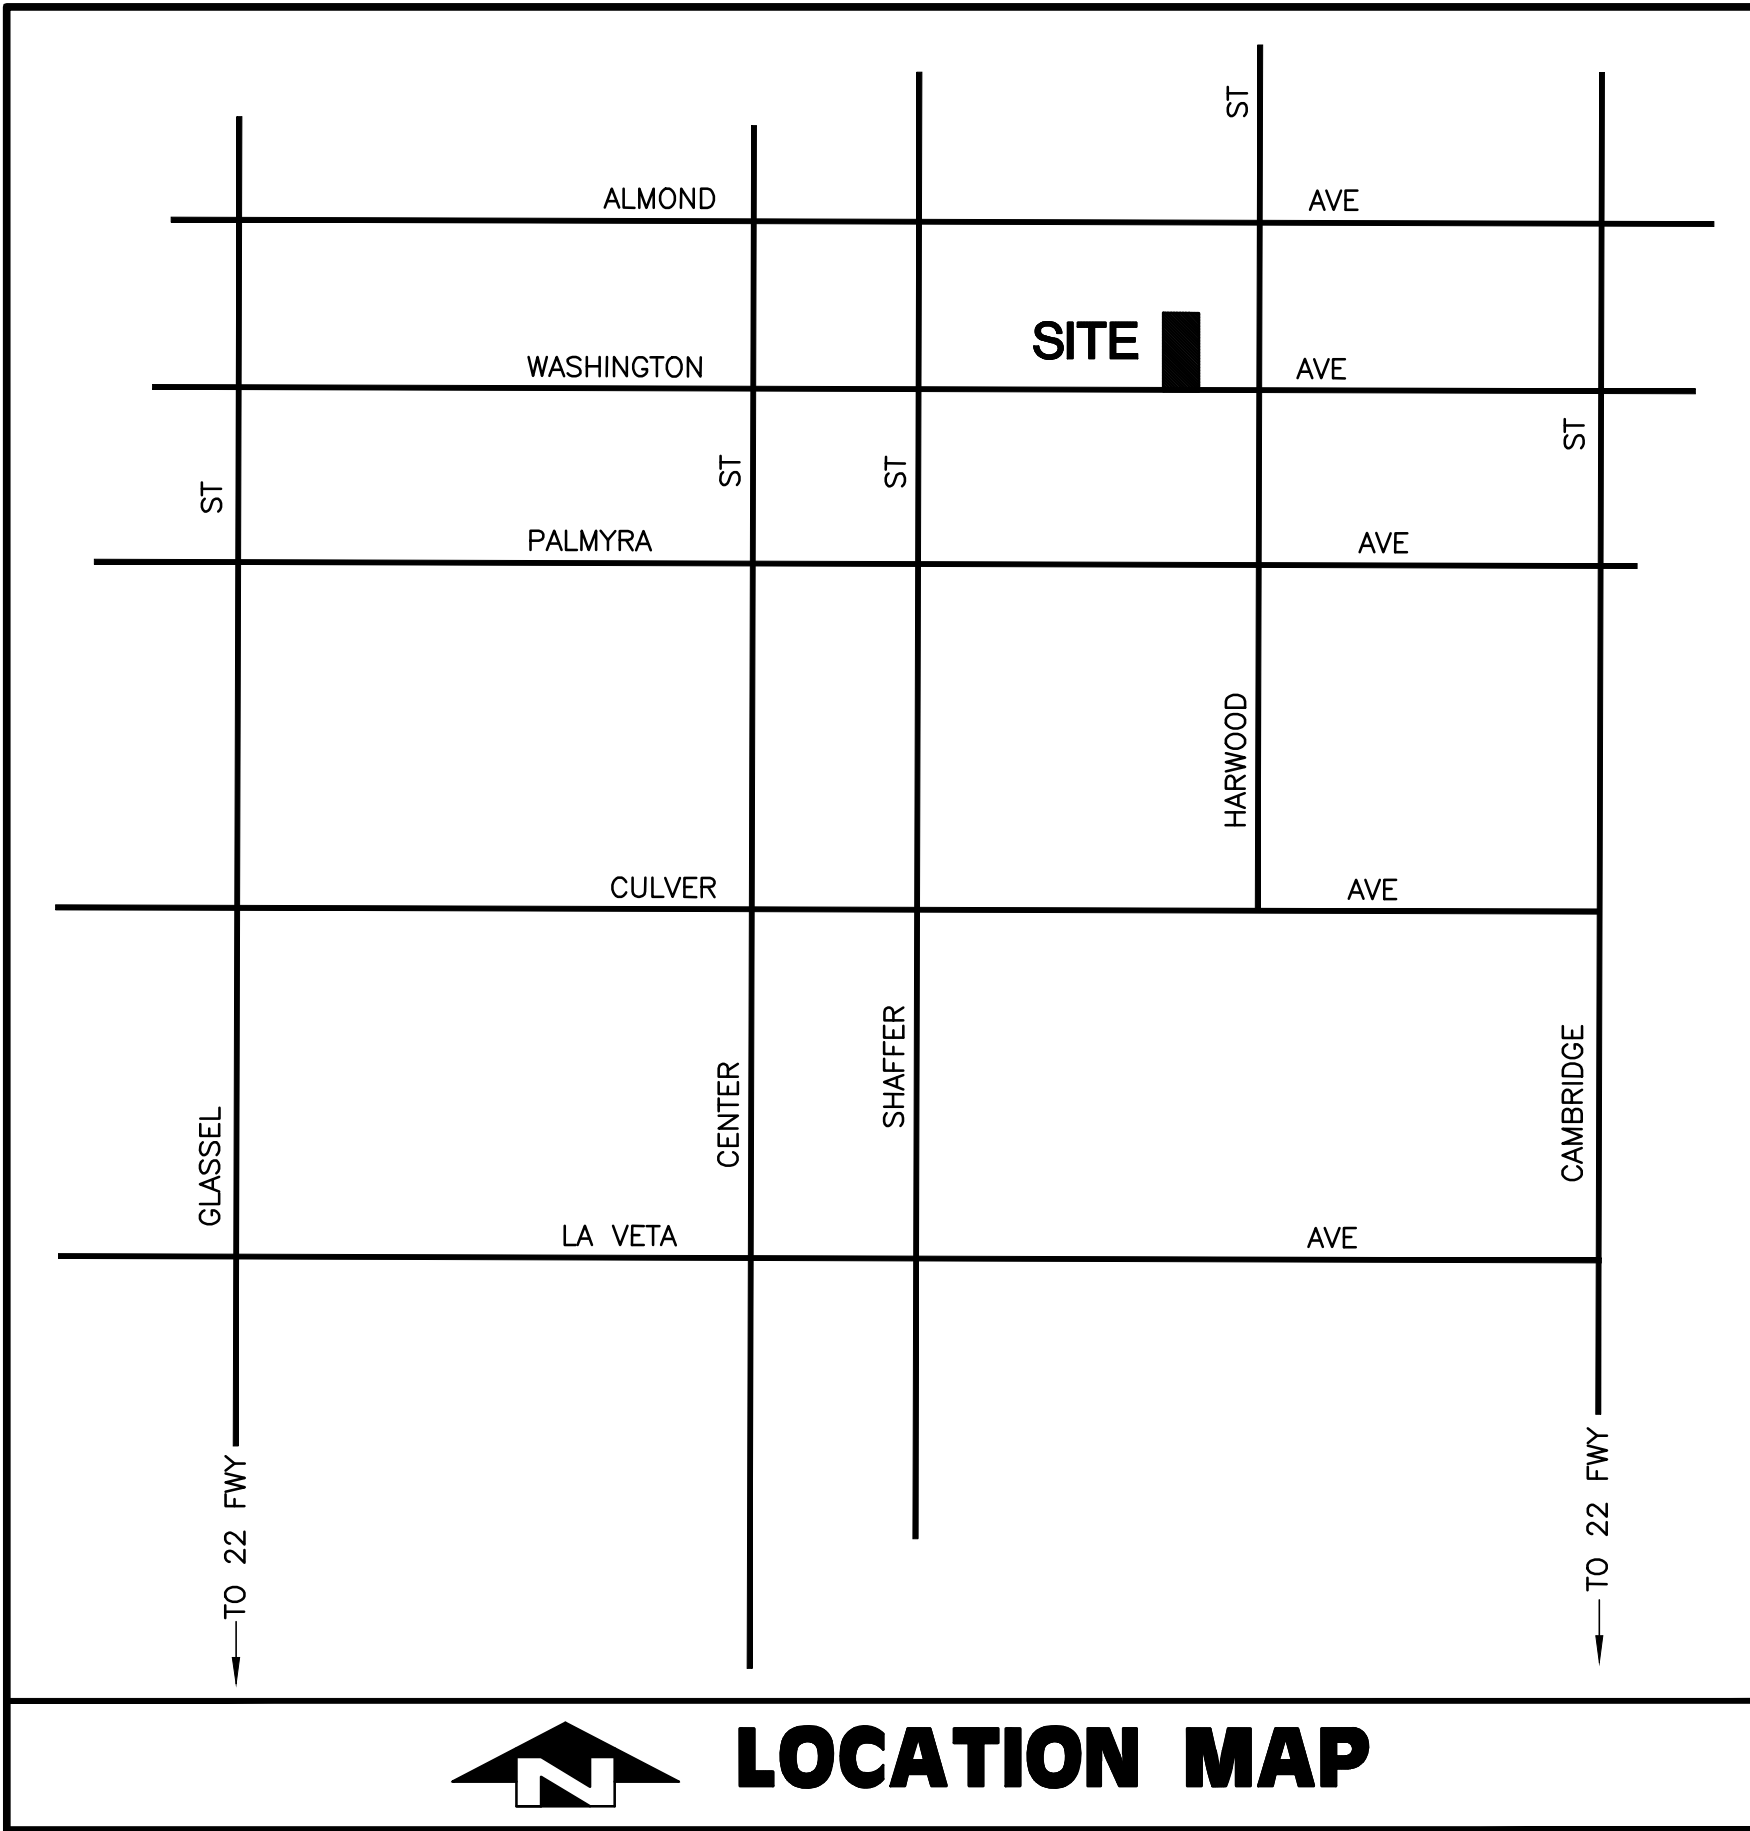 ST
ALMOND AVE
SITE
WASHINGTON AVE
ST
ST
ST
ST
PALMYRA AVE
HARWOOD
CULVER AVE
SHAFFER
CAMBRIDGE
CENTER
GLASSEL
LA VETA AVE
TO 22 FWY
TO 22 FWY
N
LOCATION MAP